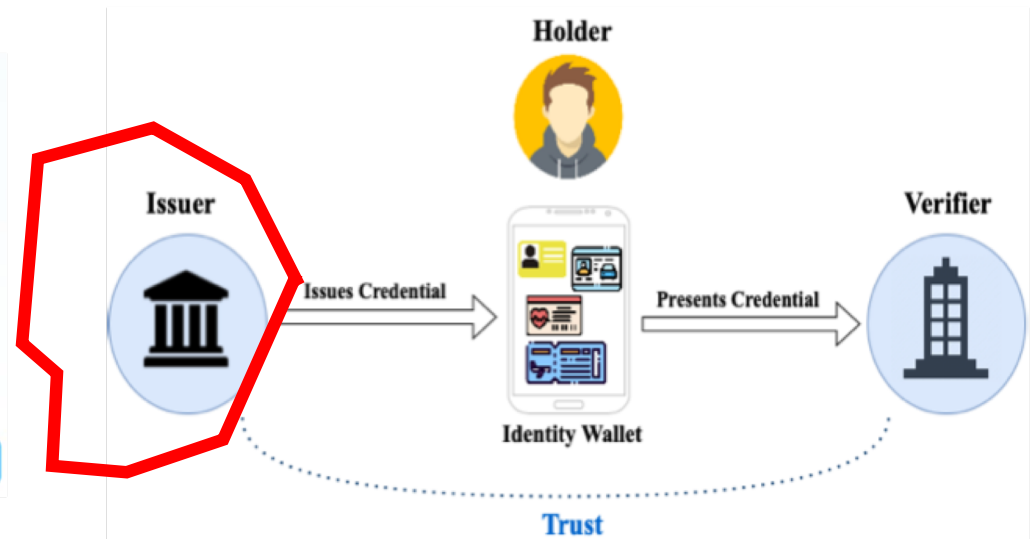 Holder
Issuer
Verifier
Issues Credential
Presents Credential
Identity Wallet
Trust